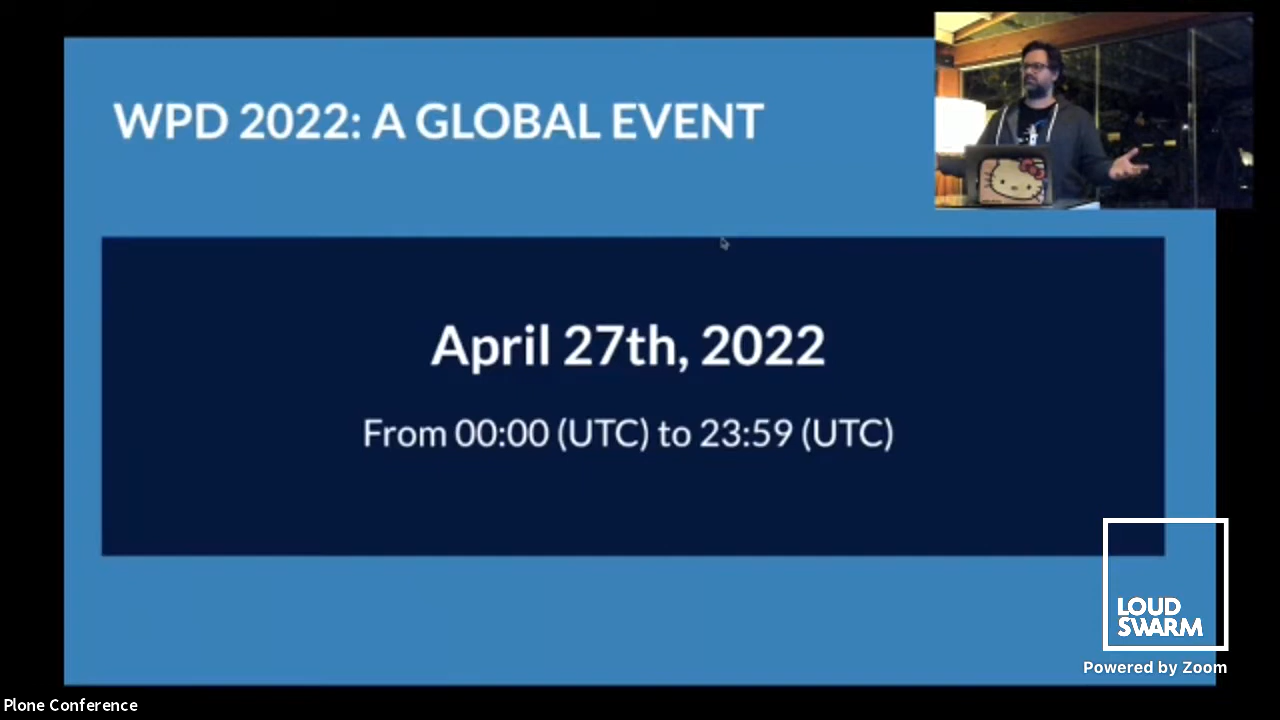 WPD 2022: A GLOBAL EVENT
April 27th, 2022
From 00:00 (UTC) to 23:59 (UTC)
LOUD
SWARM
Powered by Zoom
Plone Conference